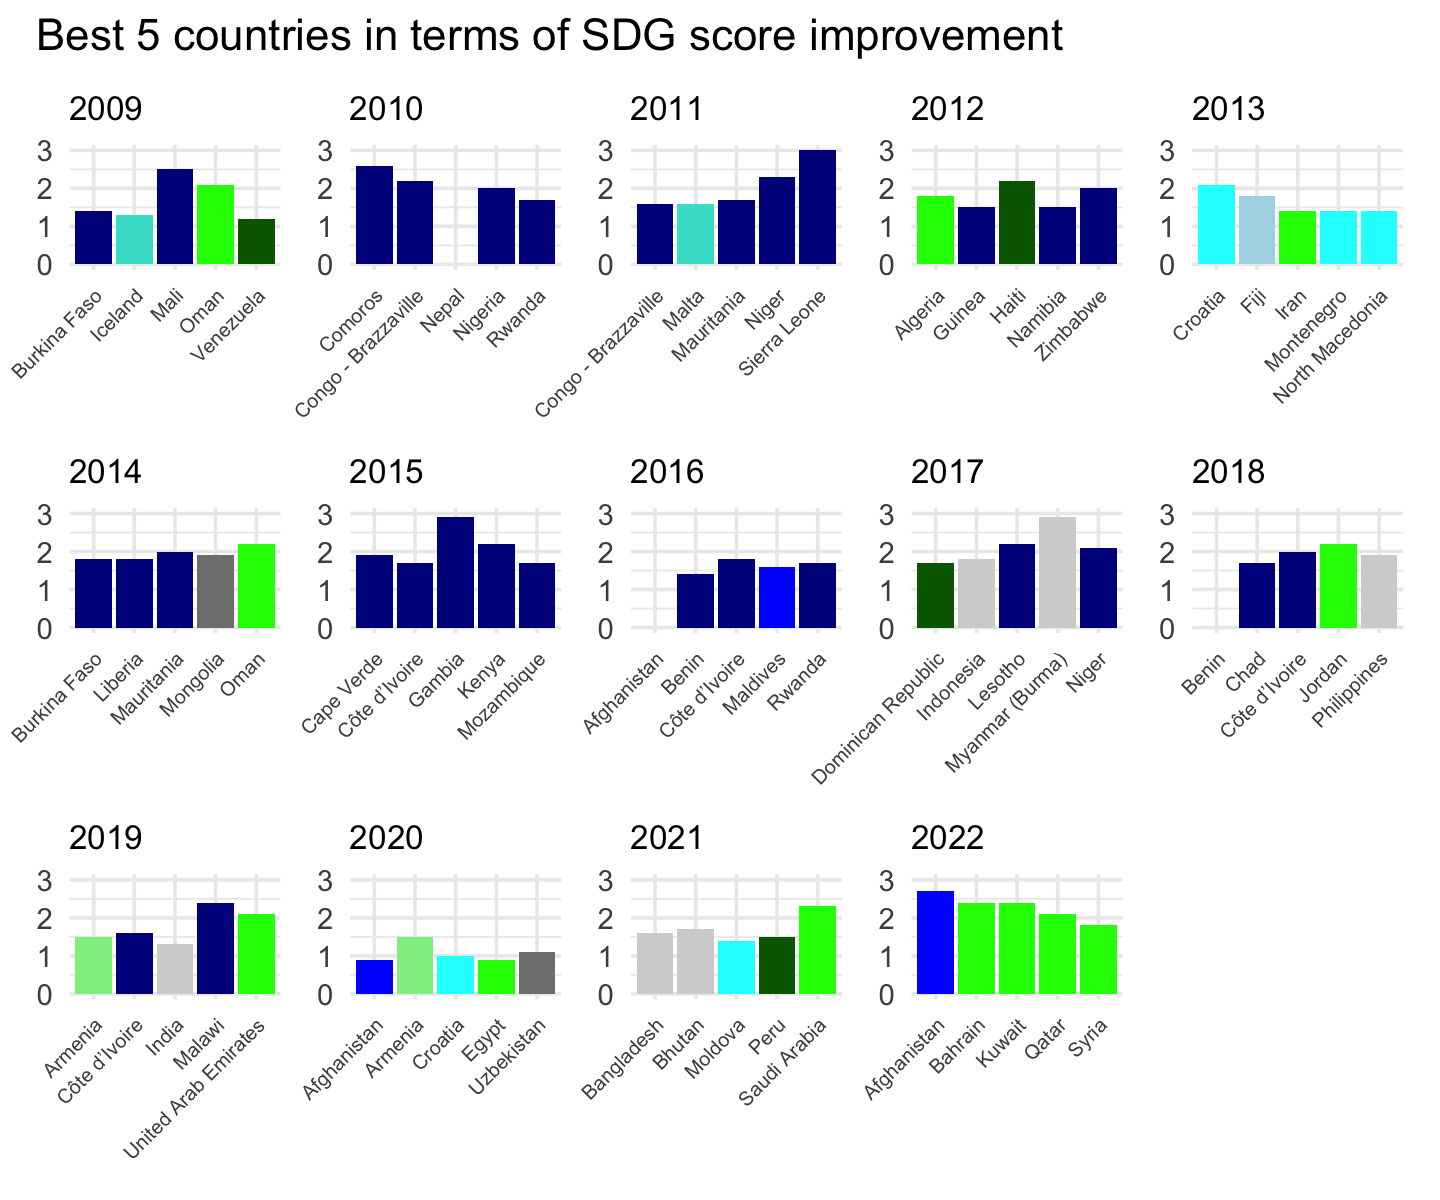 Best 5 countries in terms of SDG score improvement
2009
2010
2011
2012
2013
3
2
1
0
3
2
1
0
3
2
1
0
3
2
1
0
3
2
1
0
Burkina Faso
Iceland
Mali
Oman
Venezuela
Comoros
Congo - Brazzaville
Nepal
Nigeria
Rwanda
Congo - Brazzaville
Malta
Mauritania
Niger
Sierra Leone
Algeria
Guinea
Haiti
Namibia
Zimbabwe
Croatia
Fiji
Iran
Montenegro
North Macedonia
2014
2015
2016
2017
2018
3
2
1
0
3
2
1
0
3
2
1
0
3
2
1
0
3
2
1
0
Burkina Faso
Liberia
Mauritania
Mongolia
Oman
Cape Verde
Côte d'Ivoire
Gambia
Kenya
Mozambique
Afghanistan
Benin
Côte d'Ivoire
Maldives
Rwanda
Dominican Republic
Indonesia
Lesotho
Myanmar (Burma)
Niger
Benin
Chad
Côte d'Ivoire
Jordan
Philippines
2019
2020
2021
2022
3
2
1
0
3
2
1
0
3
2
1
0
3
2
1
0
Armenia
Côte d'Ivoire
India
Malawi
United Arab Emirates
Afghanistan
Armenia
Croatia
Egypt
Uzbekistan
Bangladesh
Bhutan
Moldova
Peru
Saudi Arabia
Afghanistan
Bahrain
Kuwait
Qatar
Syria